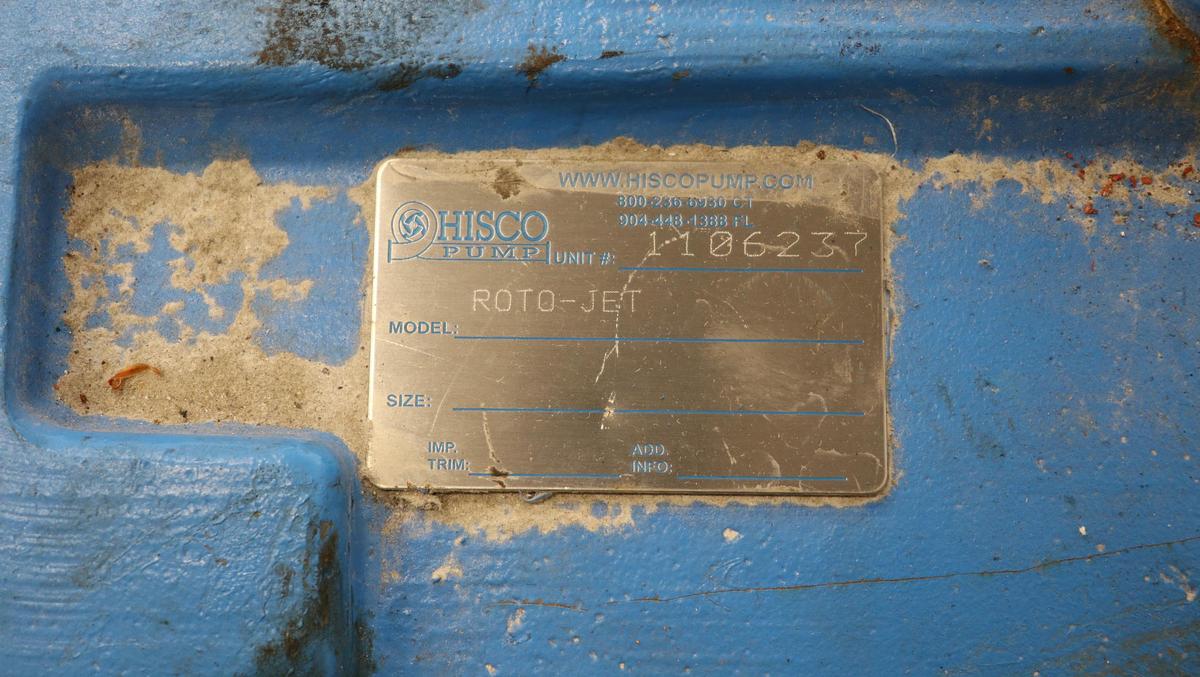 WWW.HISCOPUMP.COM
800-236-6930 CT
904-448-1388 FL
HISCO
PUMP
UNIT #: 1106237
MODEL: ROTO-JET
SIZE:
IMP.
TRIM:
ADD.
INFO: